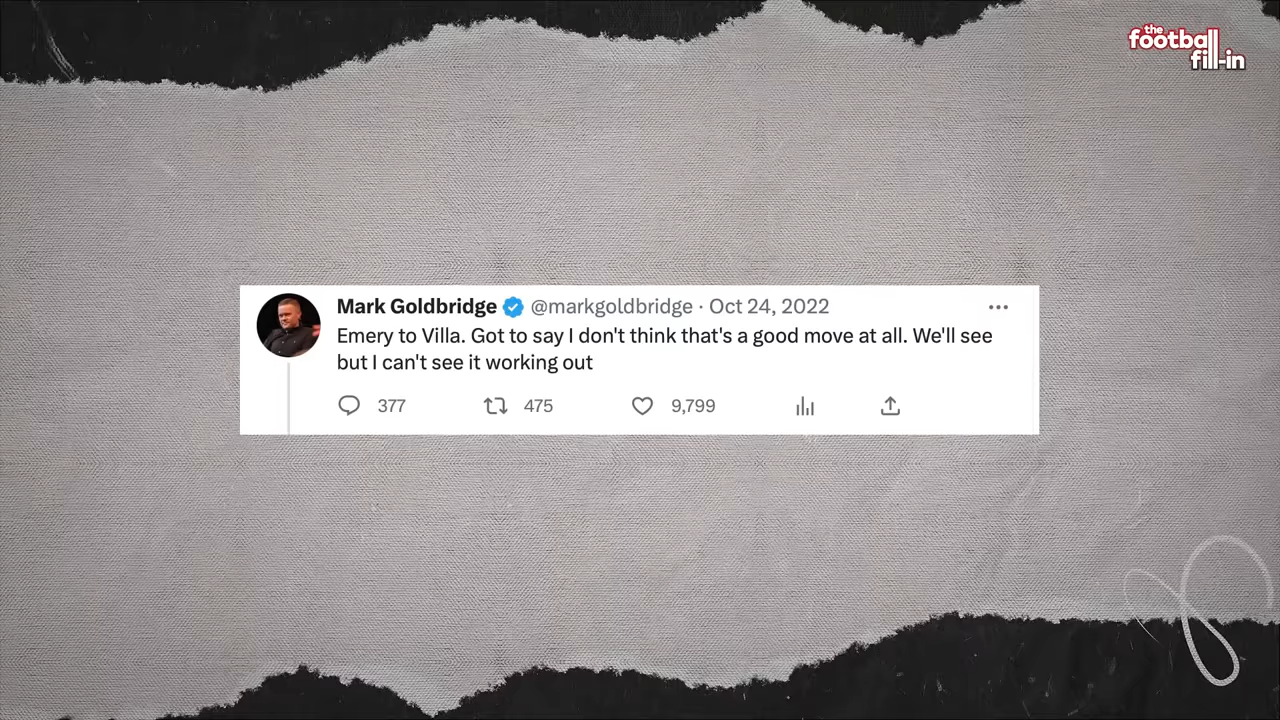 the
football
fill-in
Mark Goldbridge @markgoldbridge · Oct 24, 2022
Emery to Villa. Got to say I don't think that's a good move at all. We'll see
but I can't see it working out
377 475 9,799